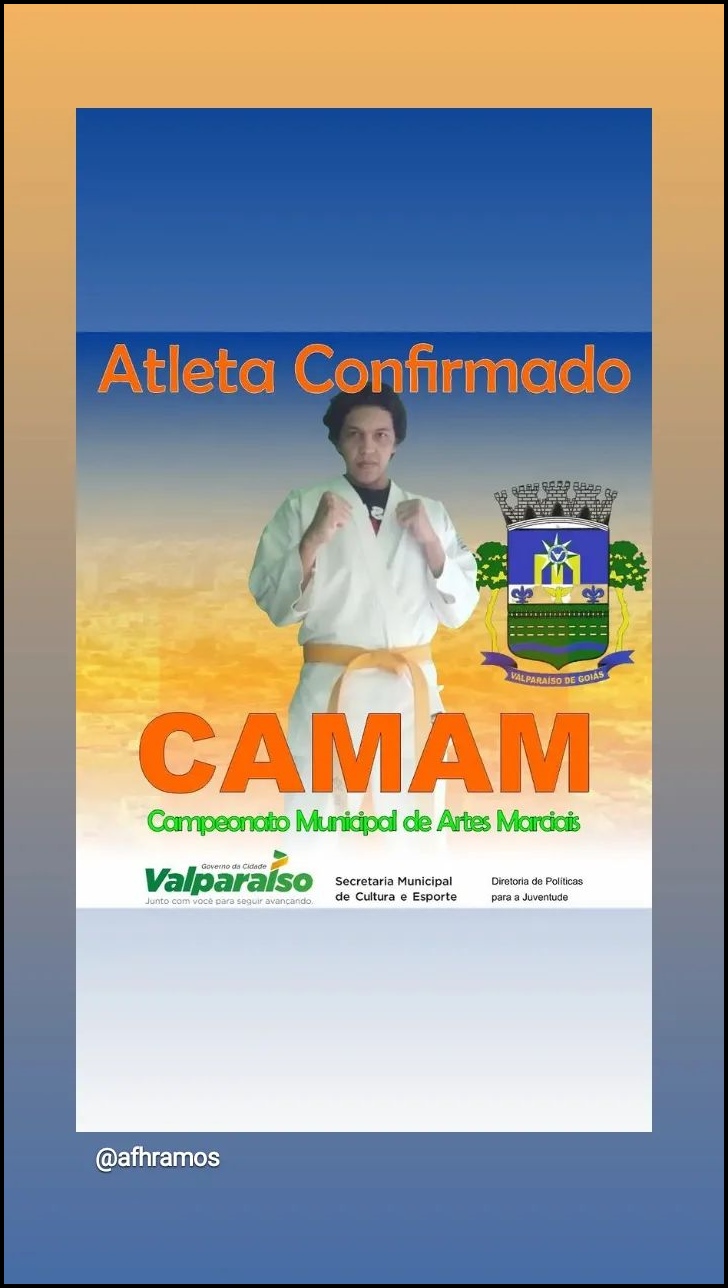 Atleta Confirmado
VALPARAÍSO DE GOIÁS
CAMAM
Campeonato Municipal de Artes Marciais
Governo da Cidade
Valparaíso
Junto com você para seguir avançando.
Secretaria Municipal
de Cultura e Esporte
Diretoria de Políticas
para a Juventude
@afhramos